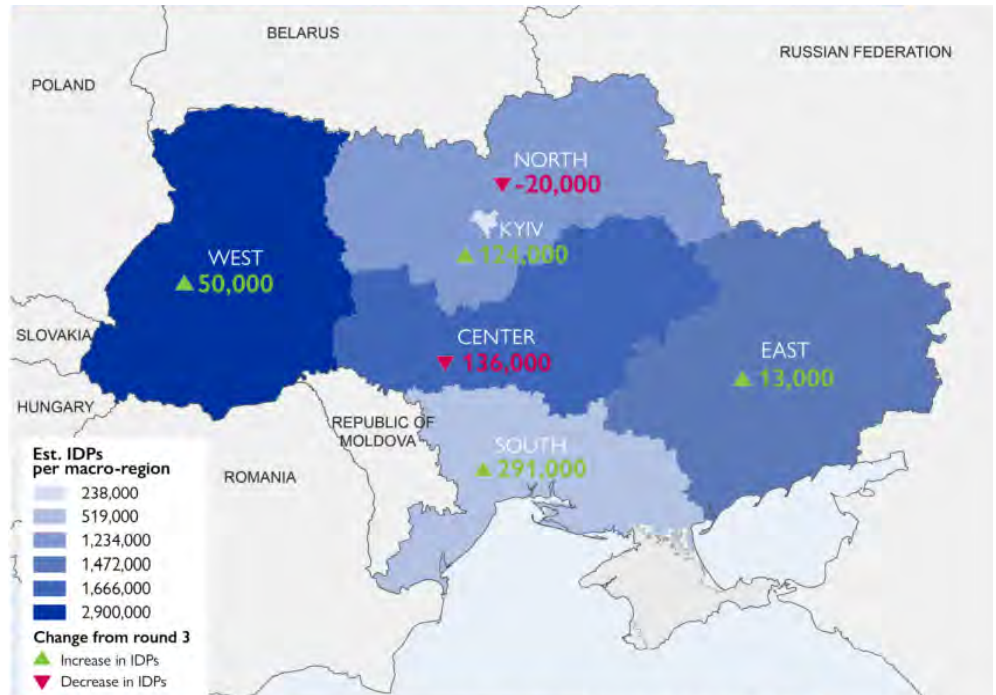 BELARUS
RUSSIAN FEDERATION
POLAND
NORTH
-20,000
KYIV
124,000
WEST
50,000
SLOVAKIA
CENTER
136,000
EAST
13,000
HUNGARY
REPUBLIC OF
MOLDOVA
SOUTH
291,000
ROMANIA
Est. IDPs
per macro-region
238,000
519,000
1,234,000
1,472,000
1,666,000
2,900,000
Change from round 3
Increase in IDPs
Decrease in IDPs